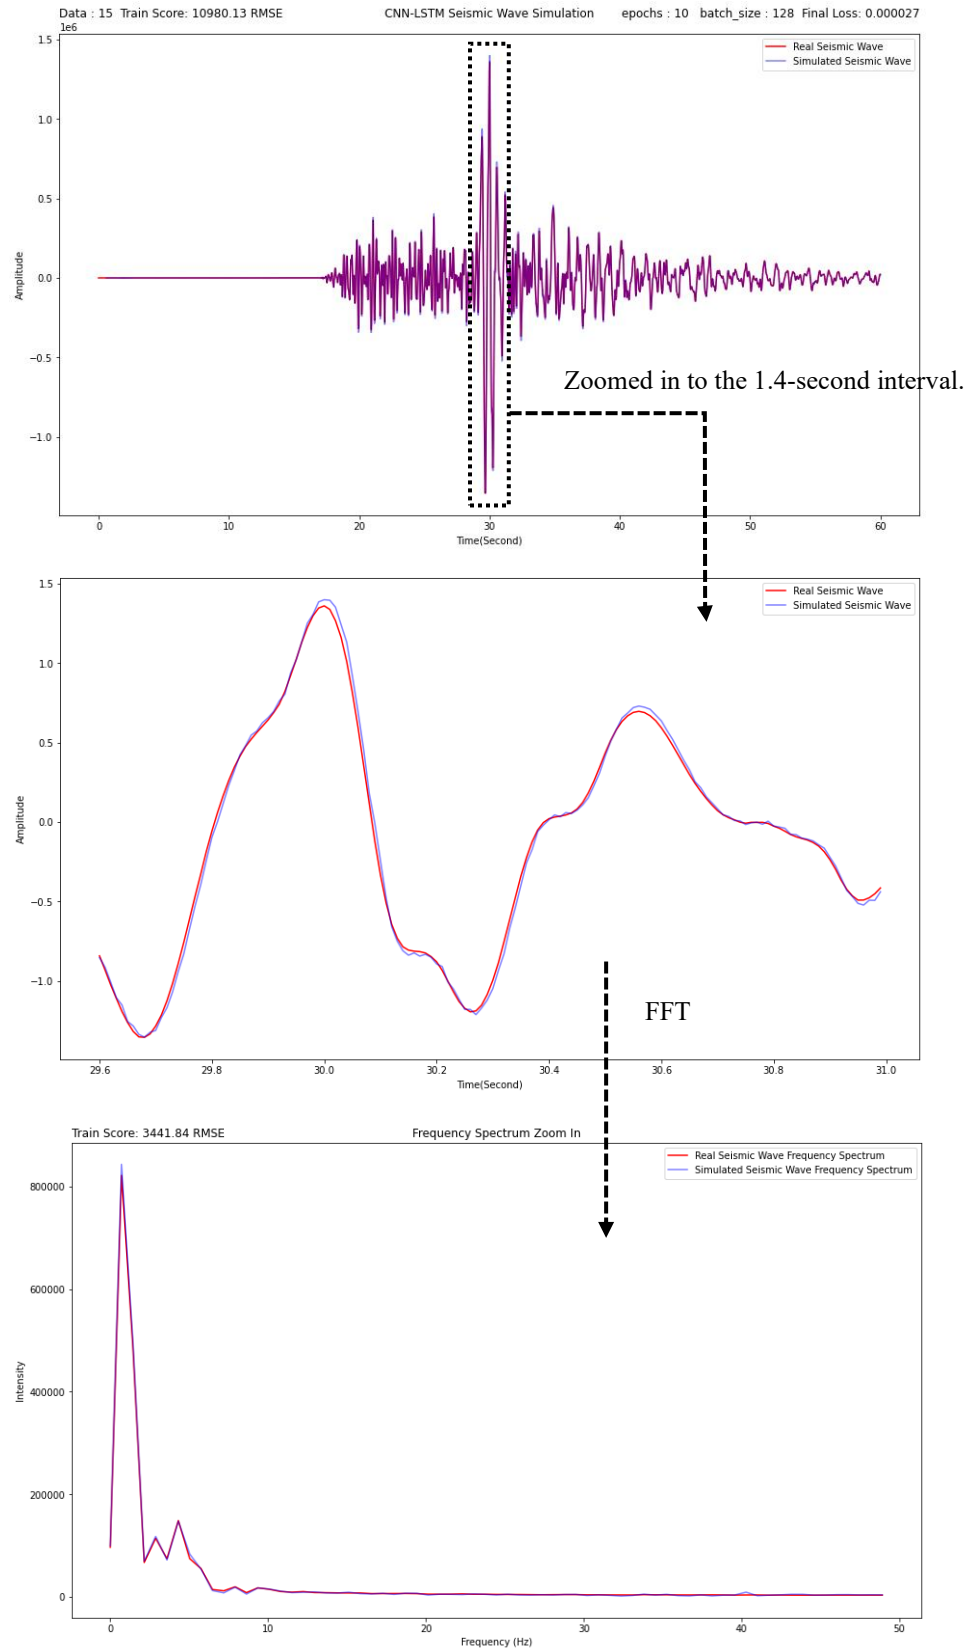 Data : 15  Train Score: 10980.13 RMSE
CNN-LSTM Seismic Wave Simulation
epochs : 10   batch_size : 128  Final Loss: 0.000027
1e6
Real Seismic Wave
Simulated Seismic Wave
1.5
1.0
0.5
0.0
−0.5
−1.0
Amplitude
Zoomed in to the 1.4-second interval.
0 10 20 30 40 50 60
Time(Second)
Real Seismic Wave
Simulated Seismic Wave
1.5
1.0
0.5
0.0
−0.5
−1.0
Amplitude
FFT
29.6 29.8 30.0 30.2 30.4 30.6 30.8 31.0
Time(Second)
Train Score: 3441.84 RMSE
Frequency Spectrum Zoom In
Real Seismic Wave Frequency Spectrum
Simulated Seismic Wave Frequency Spectrum
800000
600000
400000
200000
0
Intensity
0 10 20 30 40 50
Frequency (Hz)